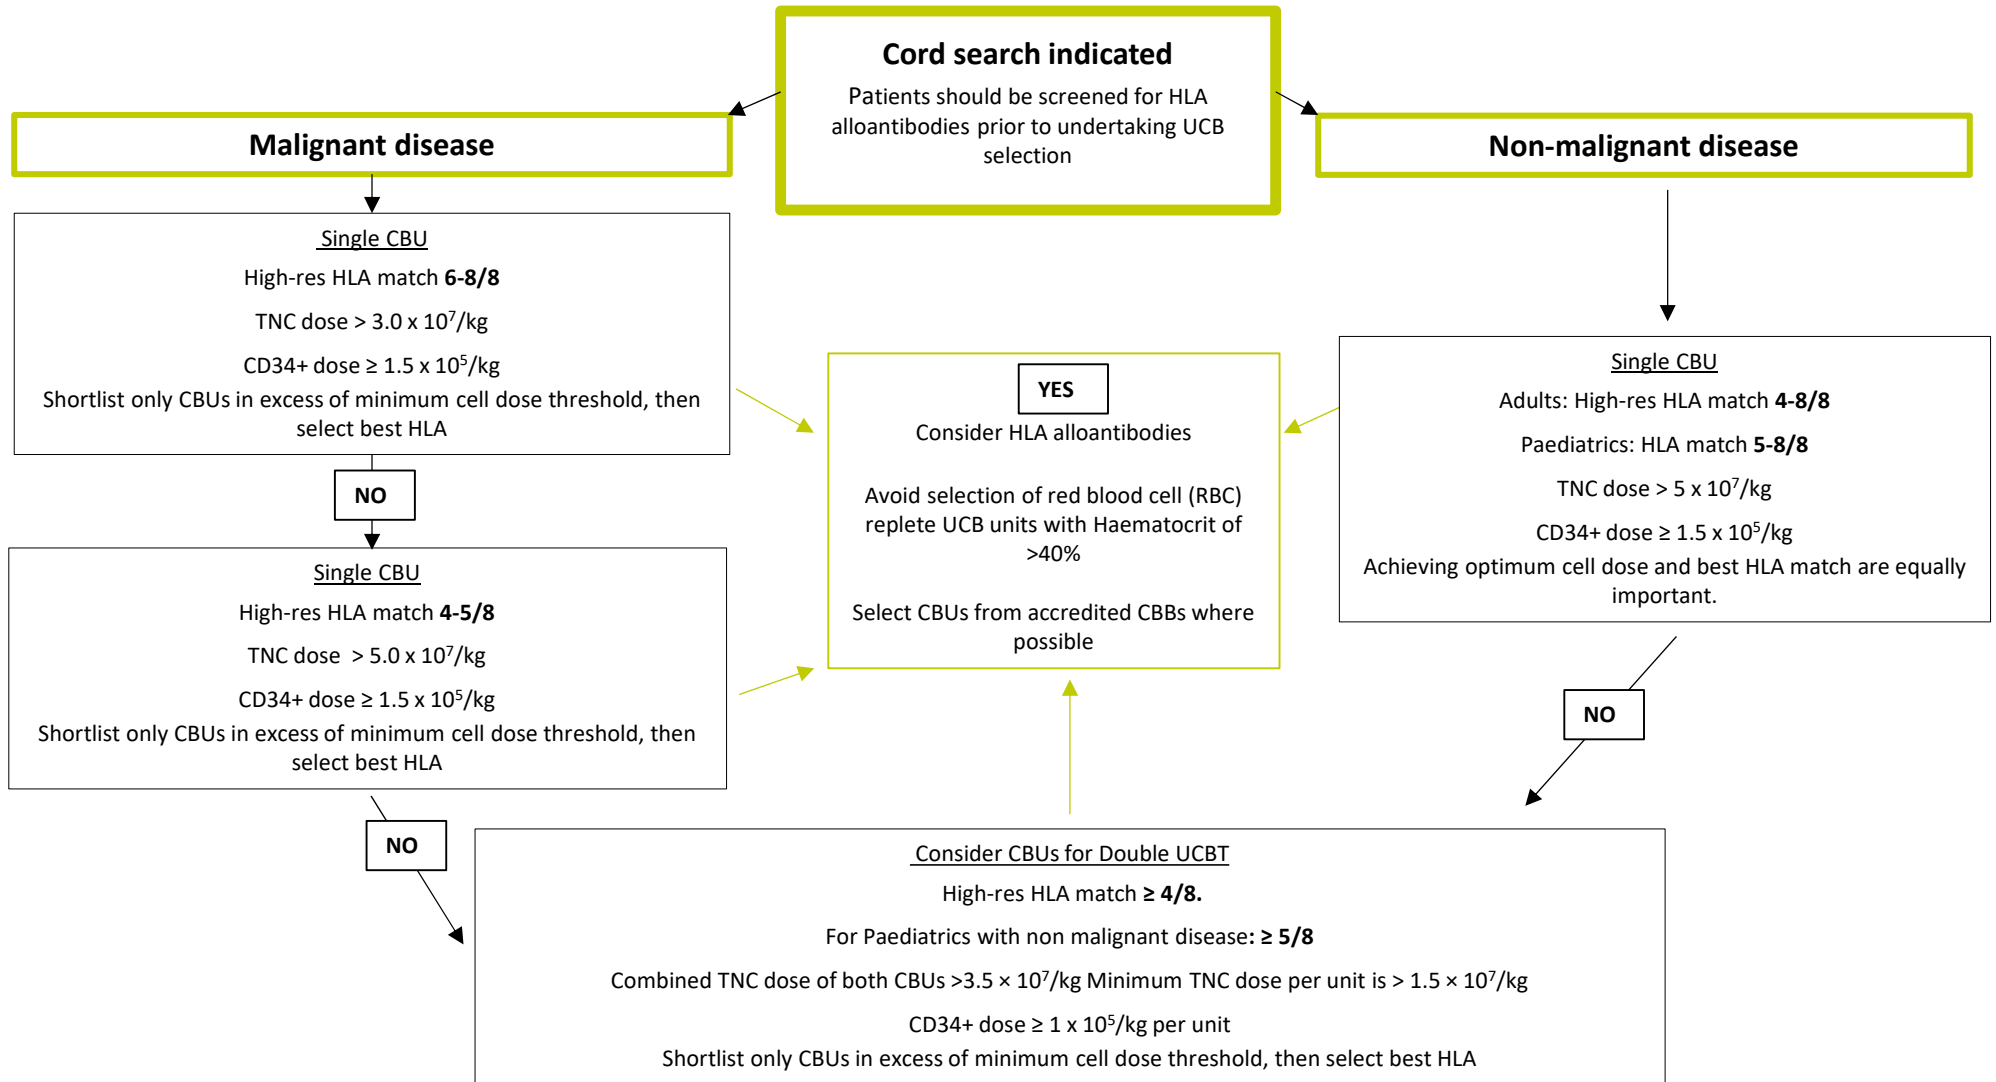 Cord search indicated
Patients should be screened for HLA
alloantibodies prior to undertaking UCB
selection
Malignant disease
Non-malignant disease
Single CBU
High-res HLA match 6-8/8
TNC dose > 3.0 x 10⁷/kg
CD34+ dose ≥ 1.5 x 10⁵/kg
Shortlist only CBUs in excess of minimum cell dose threshold, then
select best HLA
NO
Single CBU
High-res HLA match 4-5/8
TNC dose > 5.0 x 10⁷/kg
CD34+ dose ≥ 1.5 x 10⁵/kg
Shortlist only CBUs in excess of minimum cell dose threshold, then
select best HLA
NO
YES
Consider HLA alloantibodies
Avoid selection of red blood cell (RBC)
replete UCB units with Haematocrit of
>40%
Select CBUs from accredited CBBs where
possible
Single CBU
Adults: High-res HLA match 4-8/8
Paediatrics: HLA match 5-8/8
TNC dose > 5 x 10⁷/kg
CD34+ dose ≥ 1.5 x 10⁵/kg
Achieving optimum cell dose and best HLA match are equally
important.
NO
Consider CBUs for Double UCBT
High-res HLA match ≥ 4/8.
For Paediatrics with non malignant disease: ≥ 5/8
Combined TNC dose of both CBUs >3.5 × 10⁷/kg Minimum TNC dose per unit is > 1.5 × 10⁷/kg
CD34+ dose ≥ 1 x 10⁵/kg per unit
Shortlist only CBUs in excess of minimum cell dose threshold, then select best HLA